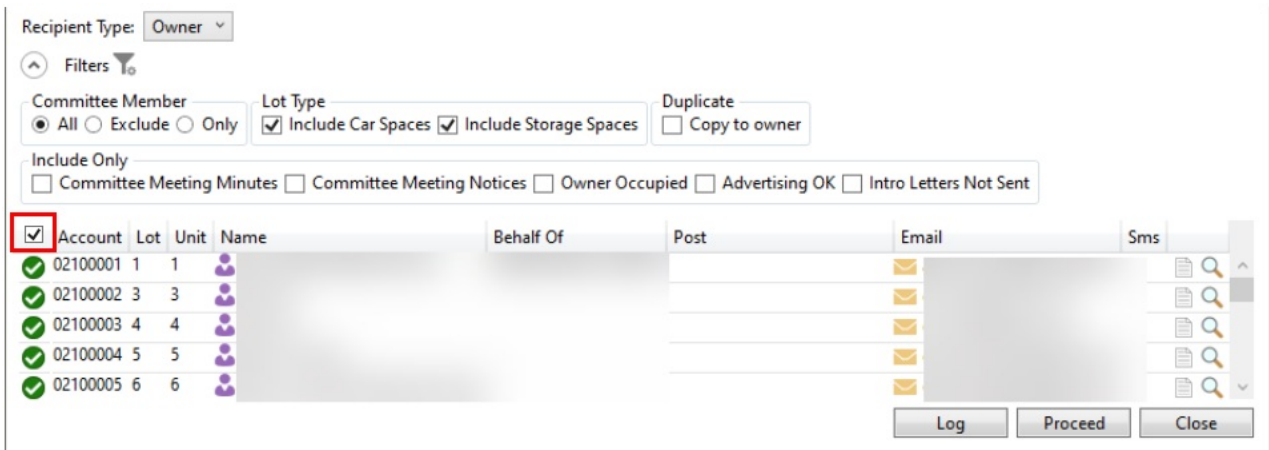 Recipient Type: Owner
Filters
Committee Member Lot Type Duplicate
All Exclude Only Include Car Spaces Include Storage Spaces Copy to owner
Include Only
Committee Meeting Minutes Committee Meeting Notices Owner Occupied Advertising OK Intro Letters Not Sent
Account Lot Unit Name Behalf Of Post Email Sms
02100001 1 1
02100002 3 3
02100003 4 4
02100004 5 5
02100005 6 6
Log Proceed Close